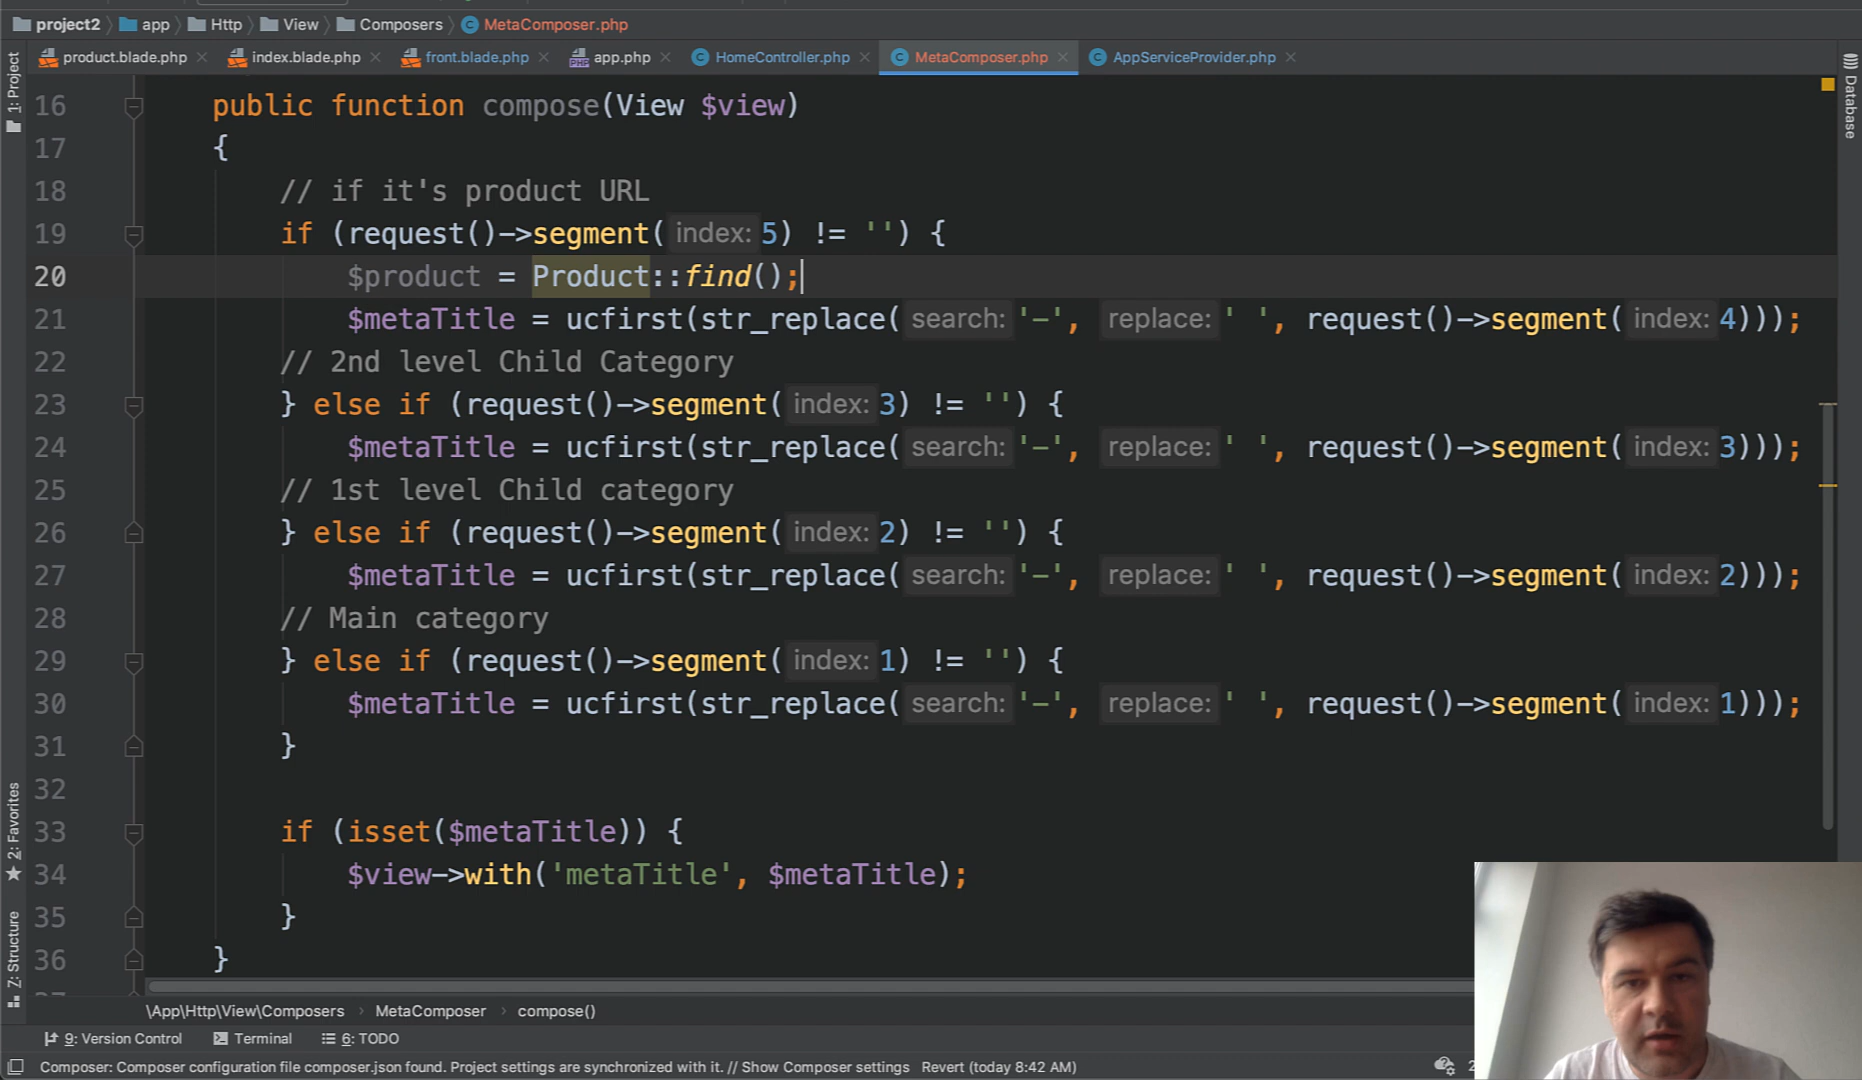 project2 app Http View Composers MetaComposer.php
product.blade.php index.blade.php front.blade.php app.php HomeController.php MetaComposer.php AppServiceProvider.php
1: Project
Database
16 public function compose(View $view)
17 {
18 // if it's product URL
19 if (request()->segment( index: 5) != '') {
20 $product = Product::find();
21 $metaTitle = ucfirst(str_replace( search: '-', replace: ' ', request()->segment( index: 4)));
22 // 2nd level Child Category
23 } else if (request()->segment( index: 3) != '') {
24 $metaTitle = ucfirst(str_replace( search: '-', replace: ' ', request()->segment( index: 3)));
25 // 1st level Child category
26 } else if (request()->segment( index: 2) != '') {
27 $metaTitle = ucfirst(str_replace( search: '-', replace: ' ', request()->segment( index: 2)));
28 // Main category
29 } else if (request()->segment( index: 1) != '') {
30 $metaTitle = ucfirst(str_replace( search: '-', replace: ' ', request()->segment( index: 1)));
31 }
32
33 if (isset($metaTitle)) {
34 $view->with('metaTitle', $metaTitle);
35 }
36 }
2: Favorites
Z: Structure
\App\Http\View\Composers MetaComposer compose()
9: Version Control Terminal 6: TODO
Composer: Composer configuration file composer.json found. Project settings are synchronized with it. // Show Composer settings Revert (today 8:42 AM)